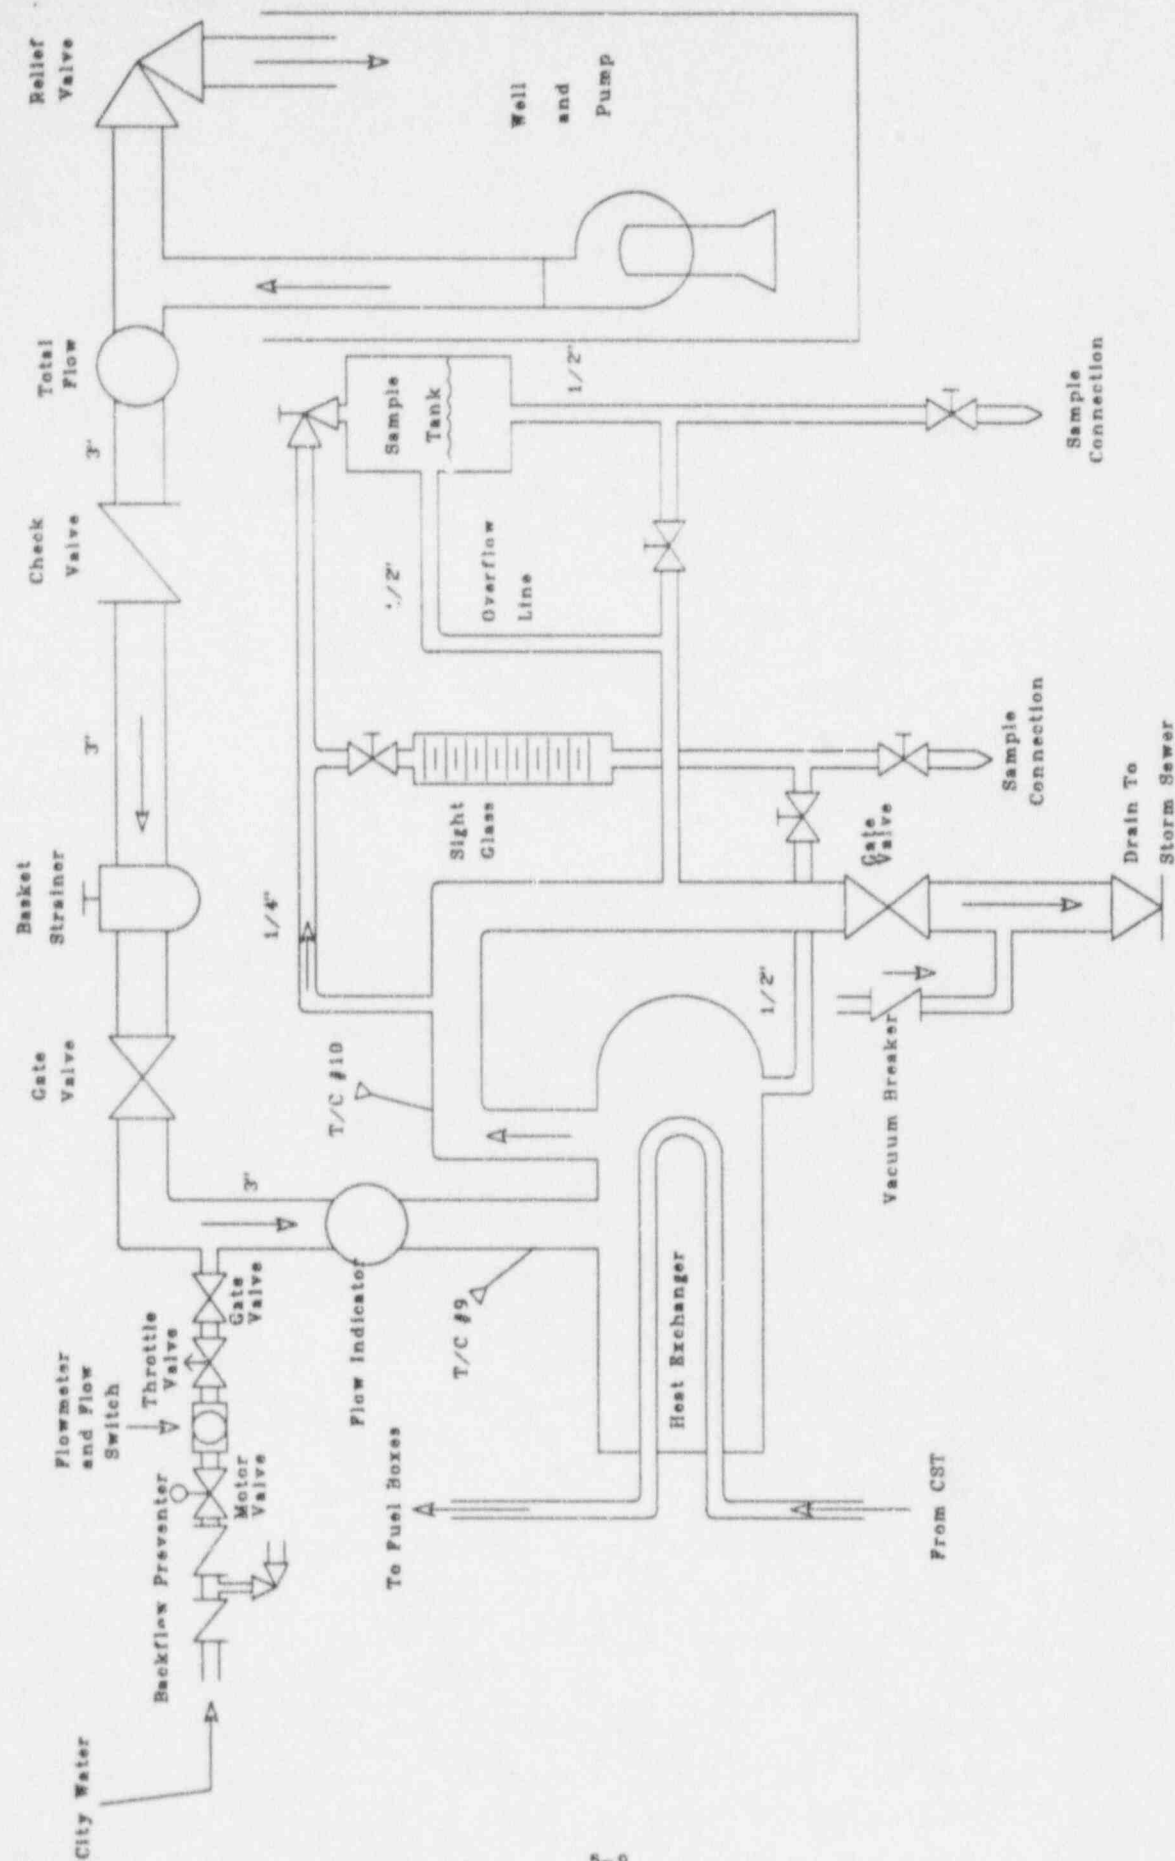 Relief
Valve
Well
and
Pump
Total
Flow
3"
Check
Valve
3"
Basket
Strainer
Gate
Valve
3"
Sample
Tank
1/2"
Sample
Connection
Overflow
Line
1/4"
Sight
Glass
Sample
Connection
Gate
Valve
Drain To
Storm Sewer
1/2"
Vacuum Breaker
T/C #10
T/C #9
Flow Indicator
Heat Exchanger
To Fuel Boxes
From CST
Gate
Valve
Throttle
Valve
Flowmeter
and Flow
Switch
Motor
Valve
Backflow Preventer
City Water